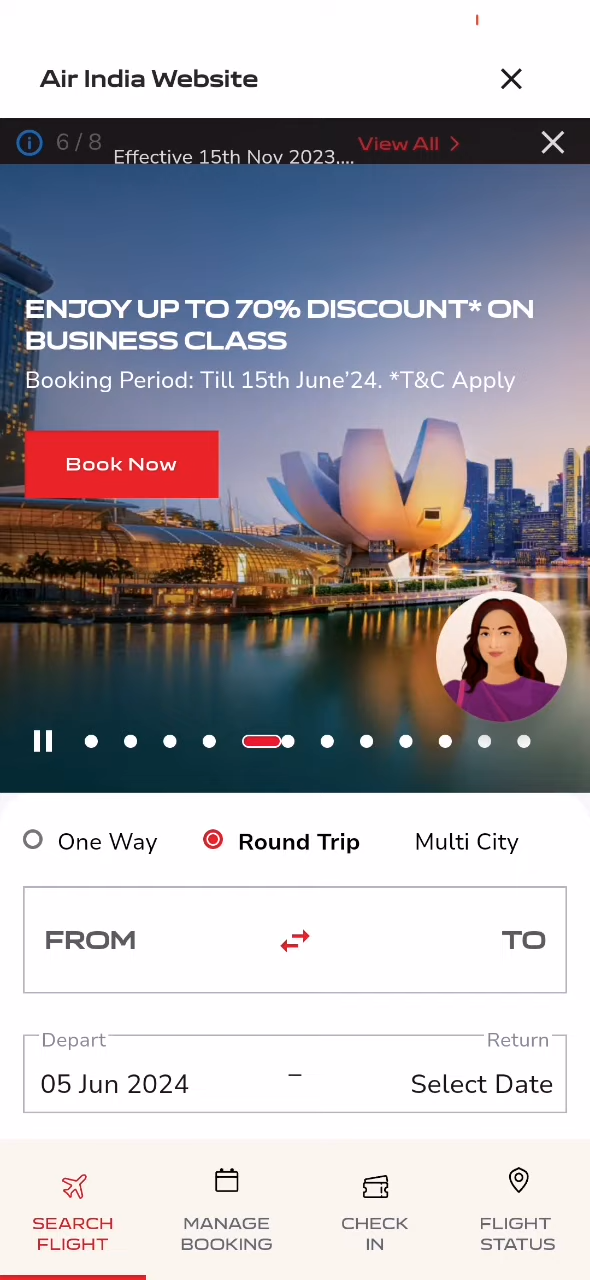 Air India Website
6 / 8
Effective 15th Nov 2023....
View All
ENJOY UP TO 70% DISCOUNT* ON
BUSINESS CLASS
Booking Period: Till 15th June’24. *T&C Apply
Book Now
One Way
Round Trip
Multi City
FROM
TO
Depart
Return
05 Jun 2024
–
Select Date
SEARCH
FLIGHT
MANAGE
BOOKING
CHECK
IN
FLIGHT
STATUS